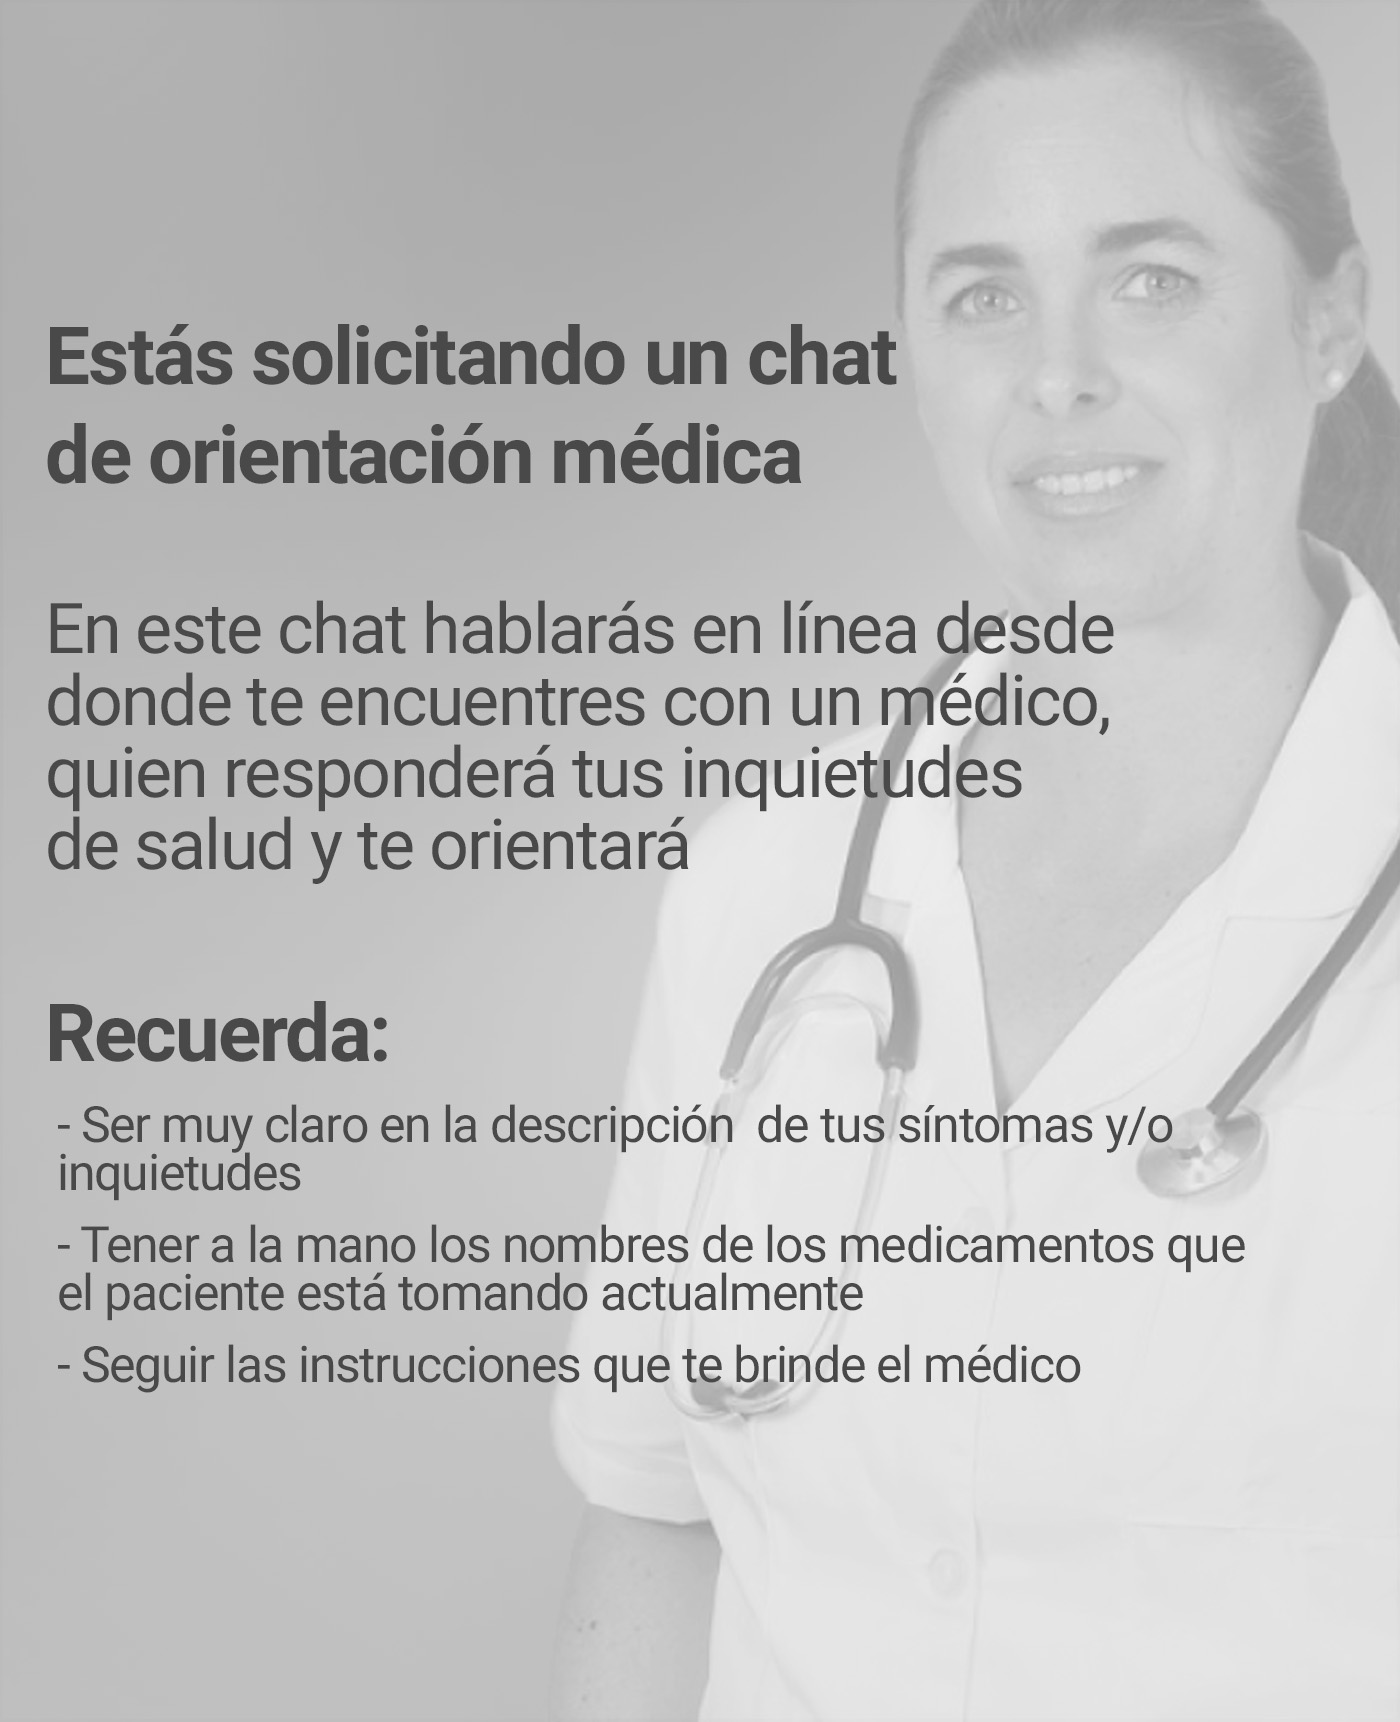 Estás solicitando un chat
de orientación médica
En este chat hablarás en línea desde
donde te encuentres con un médico,
quien responderá tus inquietudes
de salud y te orientará
Recuerda:
- Ser muy claro en la descripción  de tus síntomas y/o
inquietudes
- Tener a la mano los nombres de los medicamentos que
el paciente está tomando actualmente
- Seguir las instrucciones que te brinde el médico